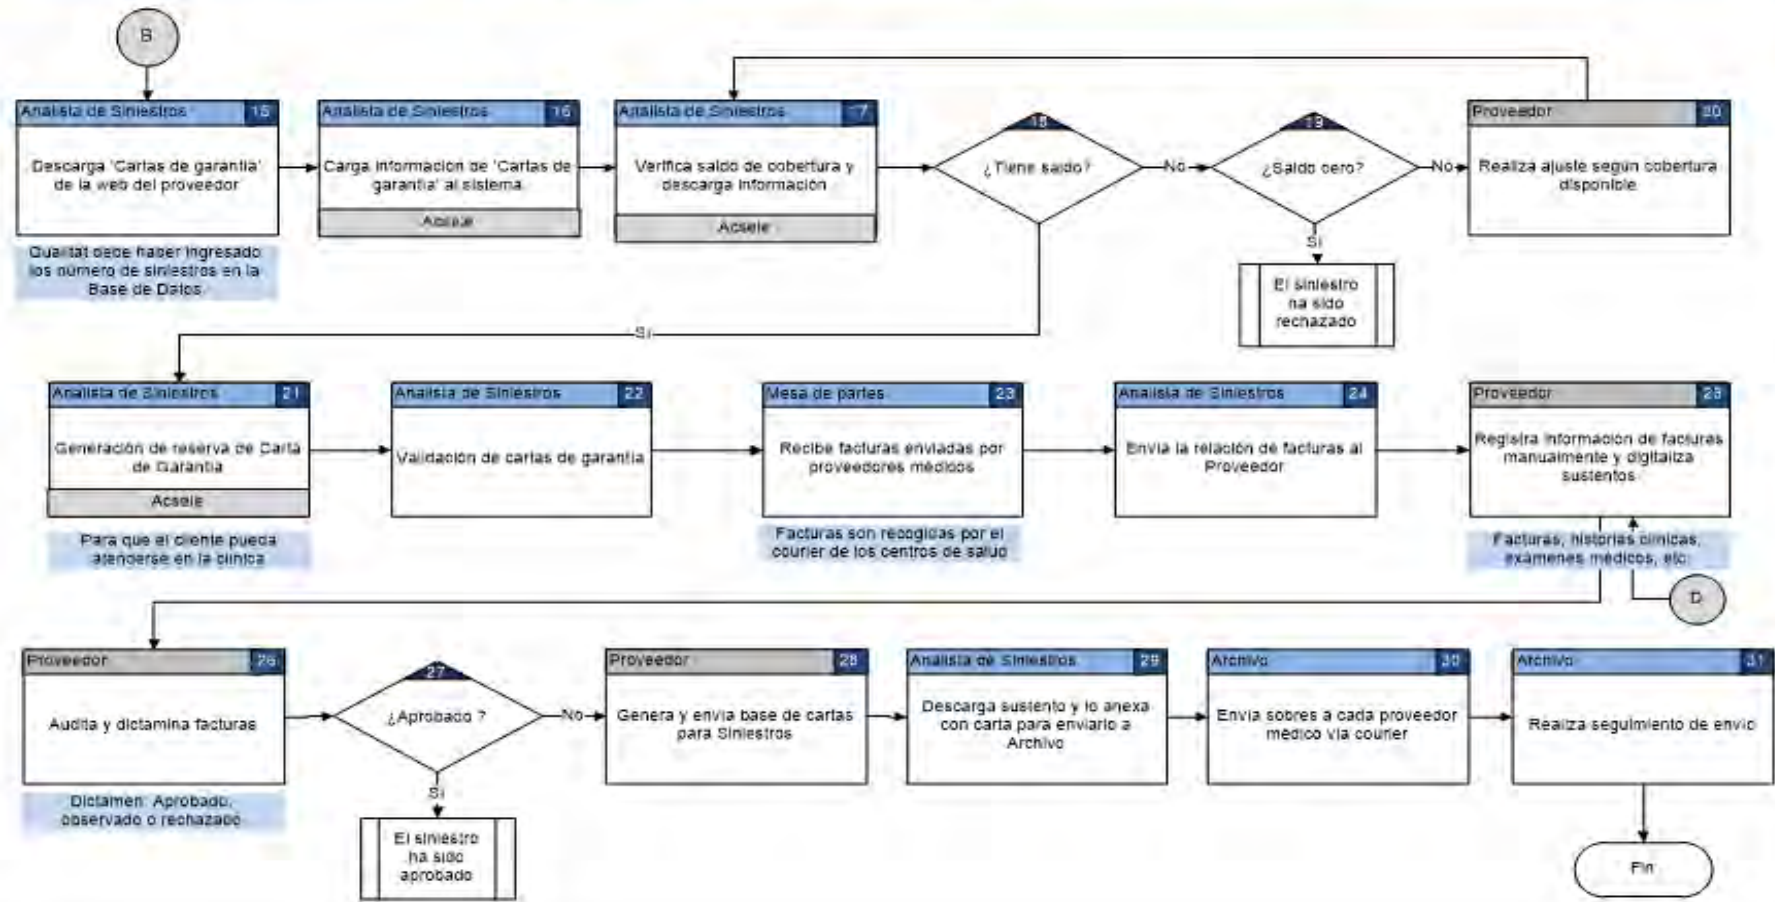 B
Analista de Siniestros 15
Descarga 'Cartas de garantía'
de la web del proveedor
Qualitat debe haber ingresado
los número de siniestros en la
Base de Datos
Analista de Siniestros 16
Carga información de 'Cartas de
garantía' al sistema
Acsele
Analista de Siniestros 17
Verifica saldo de cobertura y
descarga información
Acsele
18
¿Tiene saldo?
No
19
¿Saldo cero?
No
Proveedor 20
Realiza ajuste según cobertura
disponible
Si
El siniestro
ha sido
rechazado
Si
Analista de Siniestros 21
Generación de reserva de Carta
de Garantía
Acsele
Para que el cliente pueda
atenderse en la clínica
Analista de Siniestros 22
Validación de cartas de garantía
Mesa de partes 23
Recibe facturas enviadas por
proveedores médicos
Facturas son recogidas por el
courier de los centros de salud
Analista de Siniestros 24
Envía la relación de facturas al
Proveedor
Proveedor 25
Registra información de facturas
manualmente y digitaliza
sustentos
Facturas, historias clínicas,
exámenes médicos, etc.
D
Proveedor 26
Audita y dictamina facturas
Dictamen: Aprobado,
observado o rechazado
27
¿Aprobado ?
No
Si
El siniestro
ha sido
aprobado
Proveedor 28
Genera y envía base de cartas
para Siniestros
Analista de Siniestros 29
Descarga sustento y lo anexa
con carta para enviarlo a
Archivo
Archivo 30
Envía sobres a cada proveedor
médico vía courier
Archivo 31
Realiza seguimiento de envío
Fin